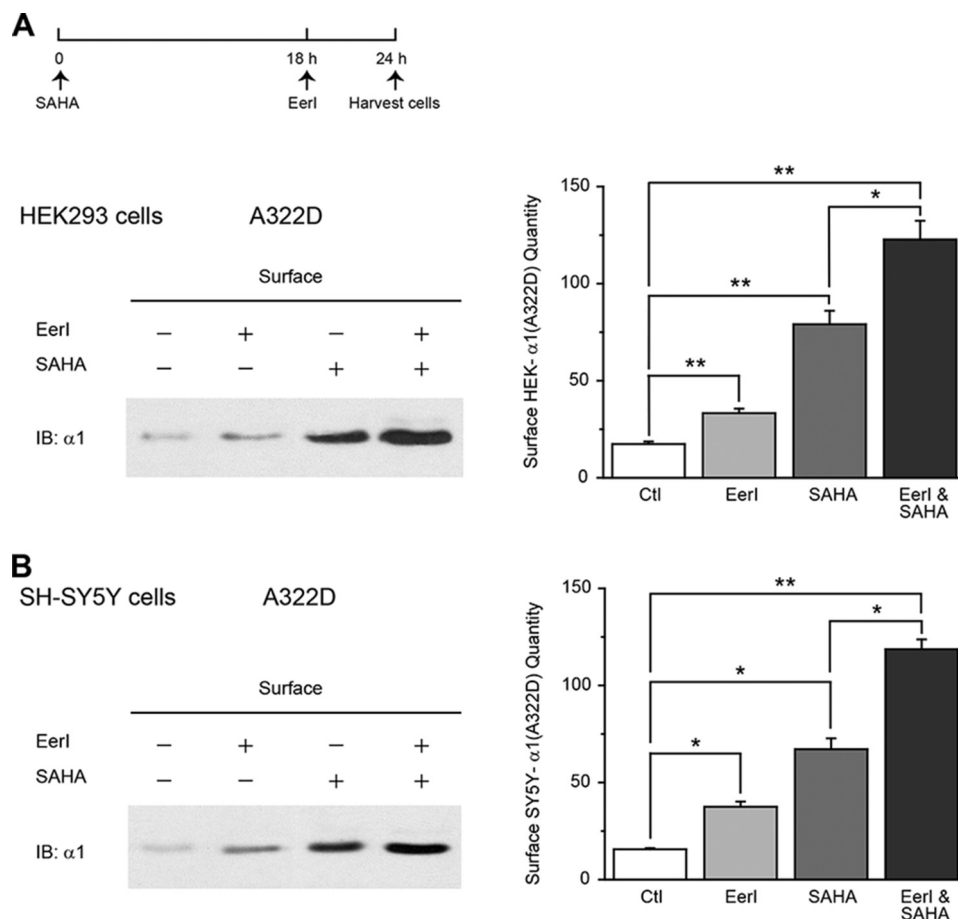 A
0 18 h 24 h
SAHA EerI Harvest cells
HEK293 cells A322D
Surface
EerI − + − +
SAHA − − + +
IB: α1
Surface HEK- α1(A322D) Quantity
150
100
50
0
**
*
**
**
Ctl EerI SAHA EerI &
SAHA
B
SH-SY5Y cells A322D
Surface
EerI − + − +
SAHA − − + +
IB: α1
Surface SY5Y- α1(A322D) Quantity
150
100
50
0
**
*
*
*
Ctl EerI SAHA EerI &
SAHA